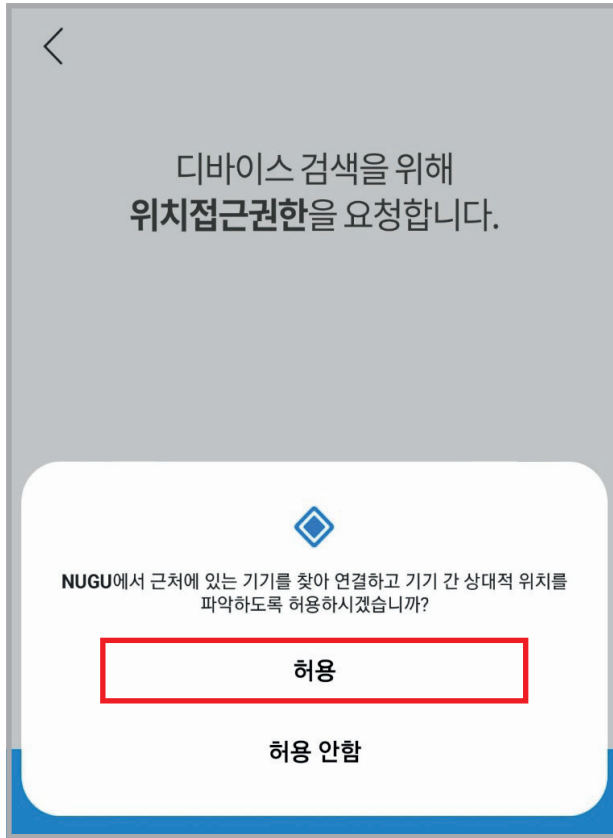 디바이스 검색을 위해
위치접근권한을 요청합니다.
NUGU에서 근처에 있는 기기를 찾아 연결하고 기기 간 상대적 위치를
파악하도록 허용하시겠습니까?
허용
허용 안함